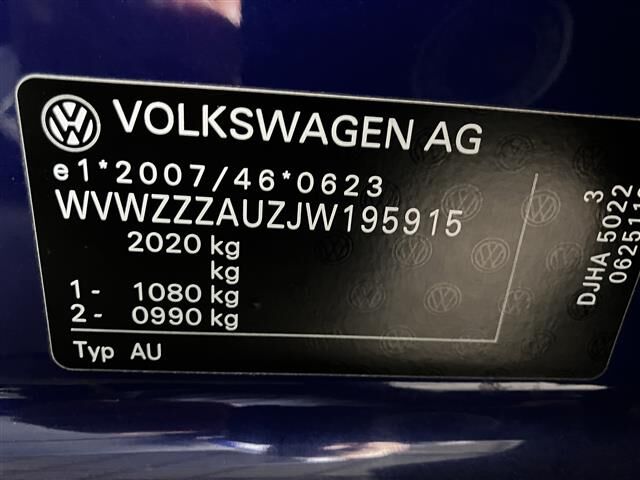 VOLKSWAGEN AG
e1*2007/46*0623
WVWZZZAUZJW195915
2020 kg
kg
1- 1080 kg
2- 0990 kg
Typ AU
3
DJHA 5022